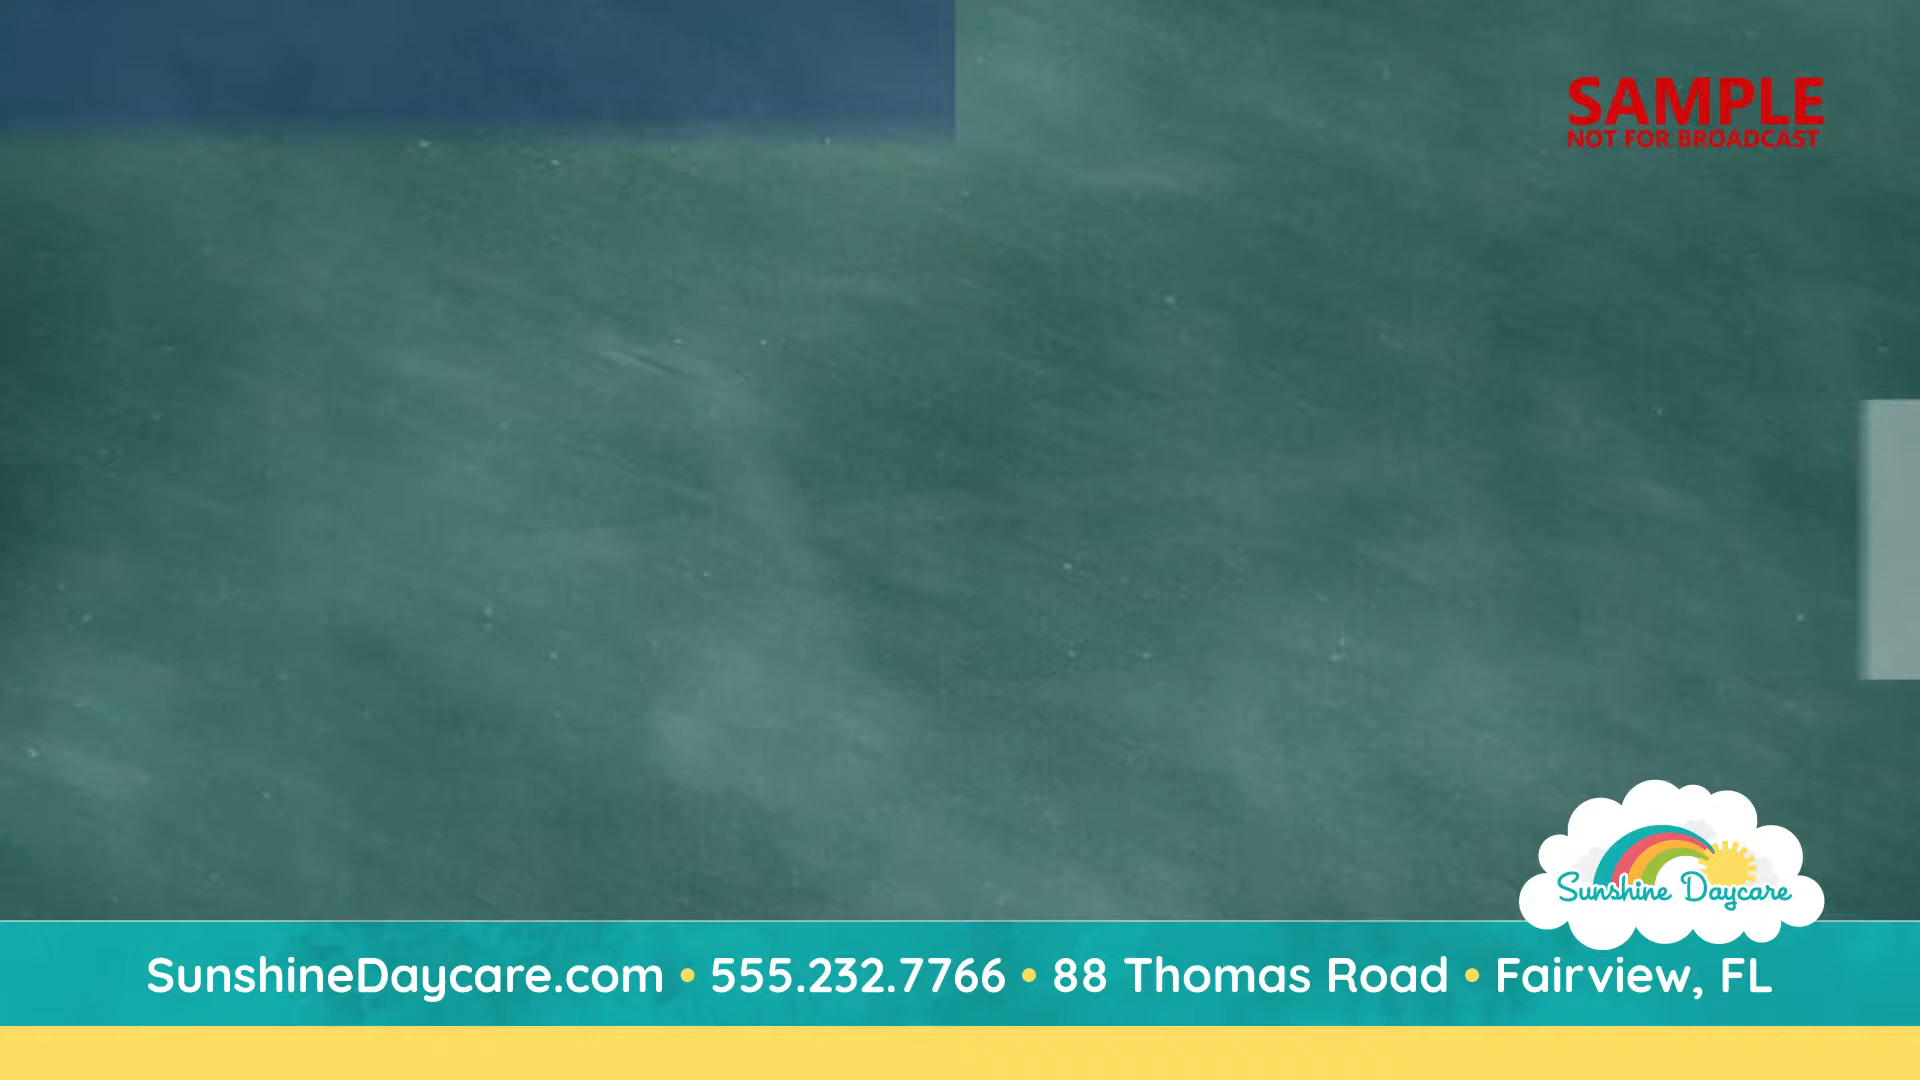 SAMPLE
NOT FOR BROADCAST
Sunshine Daycare
SunshineDaycare.com • 555.232.7766 • 88 Thomas Road • Fairview, FL